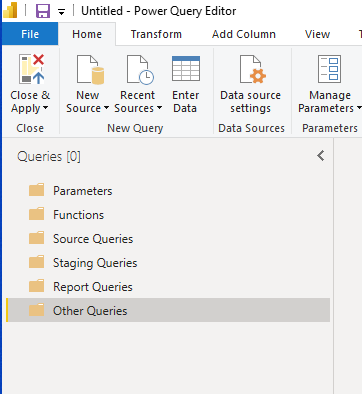 Untitled - Power Query Editor
File Home Transform Add Column View
Close & Apply New Source Recent Sources Enter Data Data source settings Manage Parameters
Close New Query Data Sources Parameters
Queries [0]
Parameters
Functions
Source Queries
Staging Queries
Report Queries
Other Queries